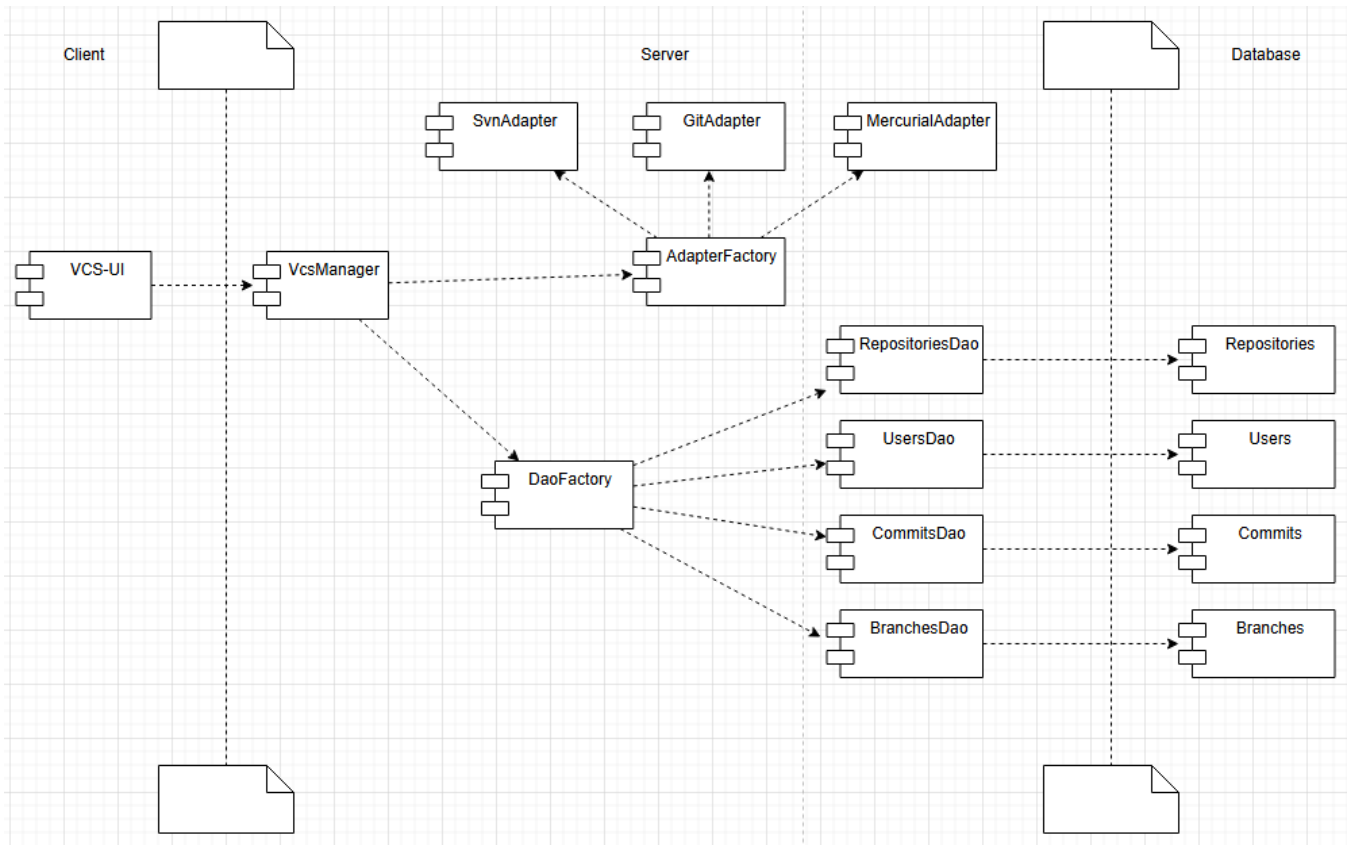 Client
Server
Database
SvnAdapter
GitAdapter
MercurialAdapter
VCS-UI
VcsManager
AdapterFactory
RepositoriesDao
Repositories
UsersDao
Users
DaoFactory
CommitsDao
Commits
BranchesDao
Branches